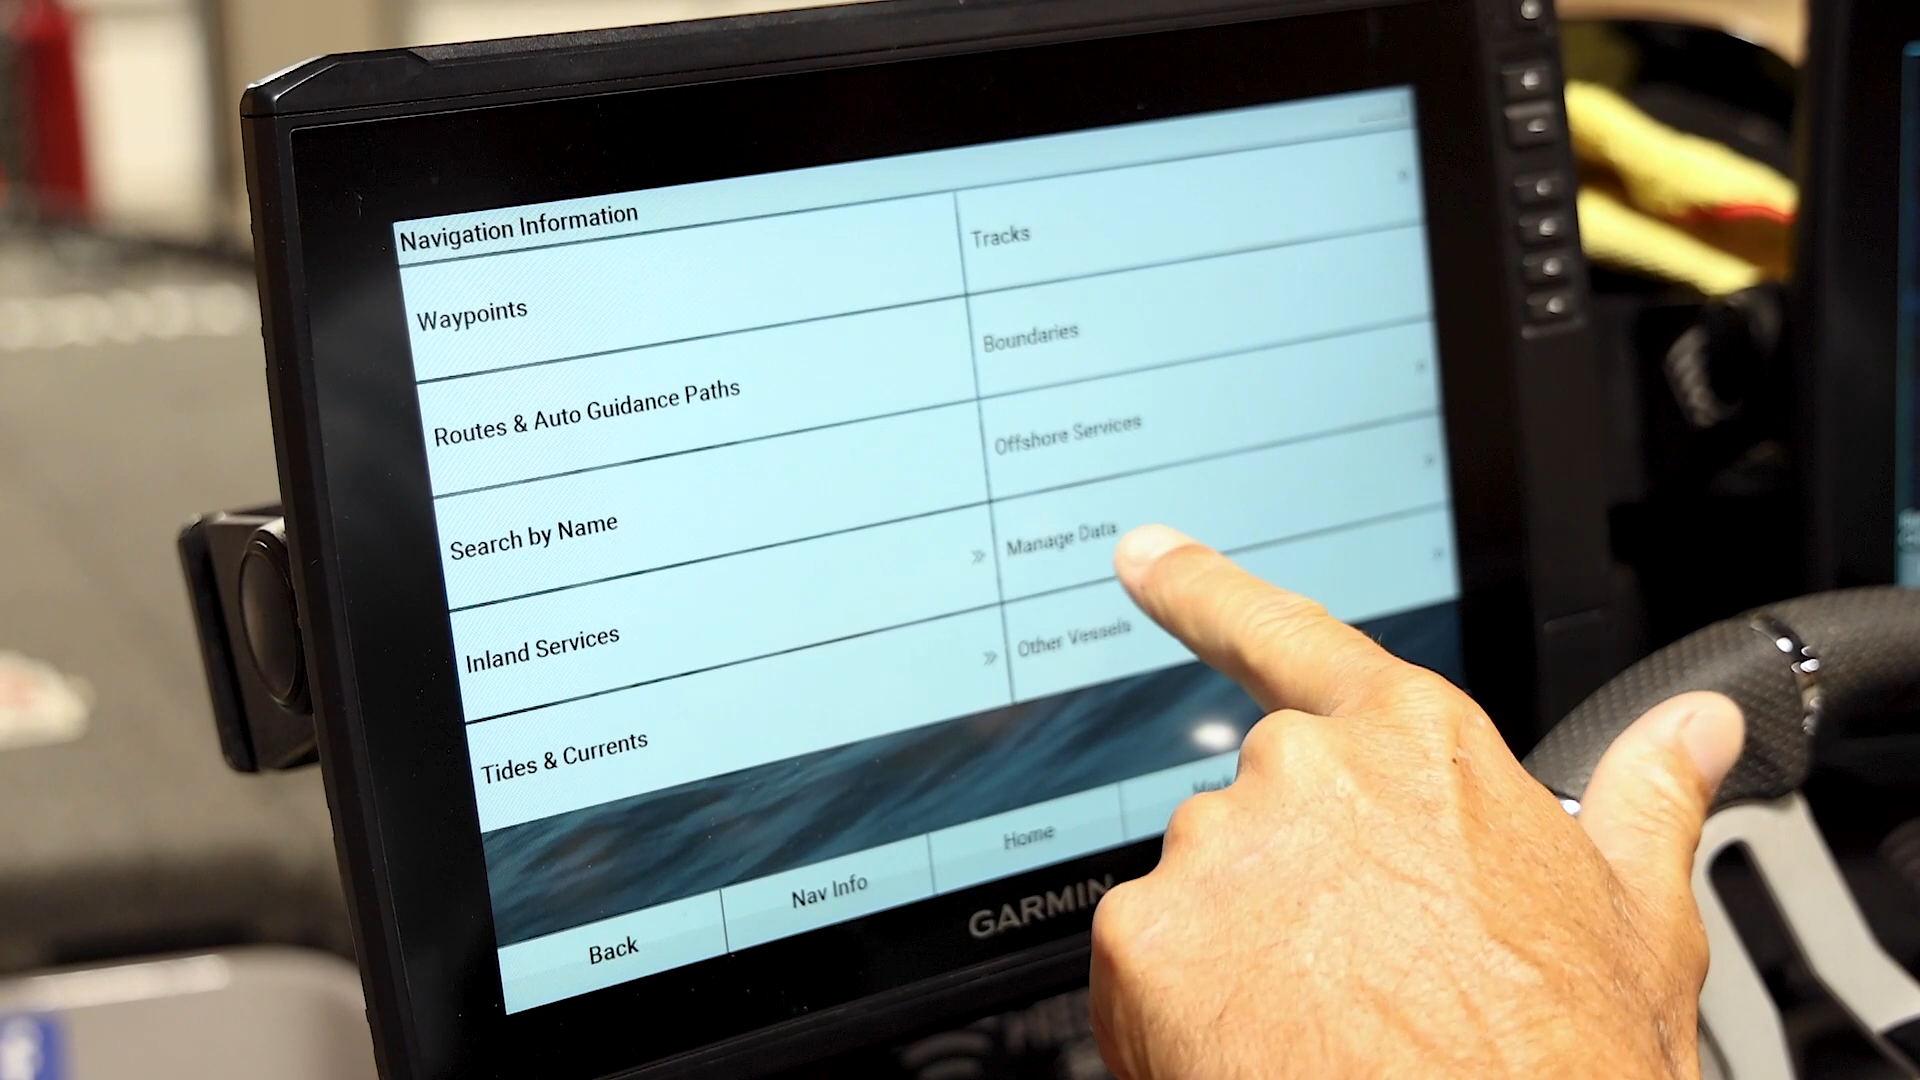 Navigation Information
Waypoints
Routes & Auto Guidance Paths
Search by Name
Inland Services
Tides & Currents
Tracks
Boundaries
Offshore Services
Manage Data
Other Vessels
Back
Nav Info
Home
GARMIN